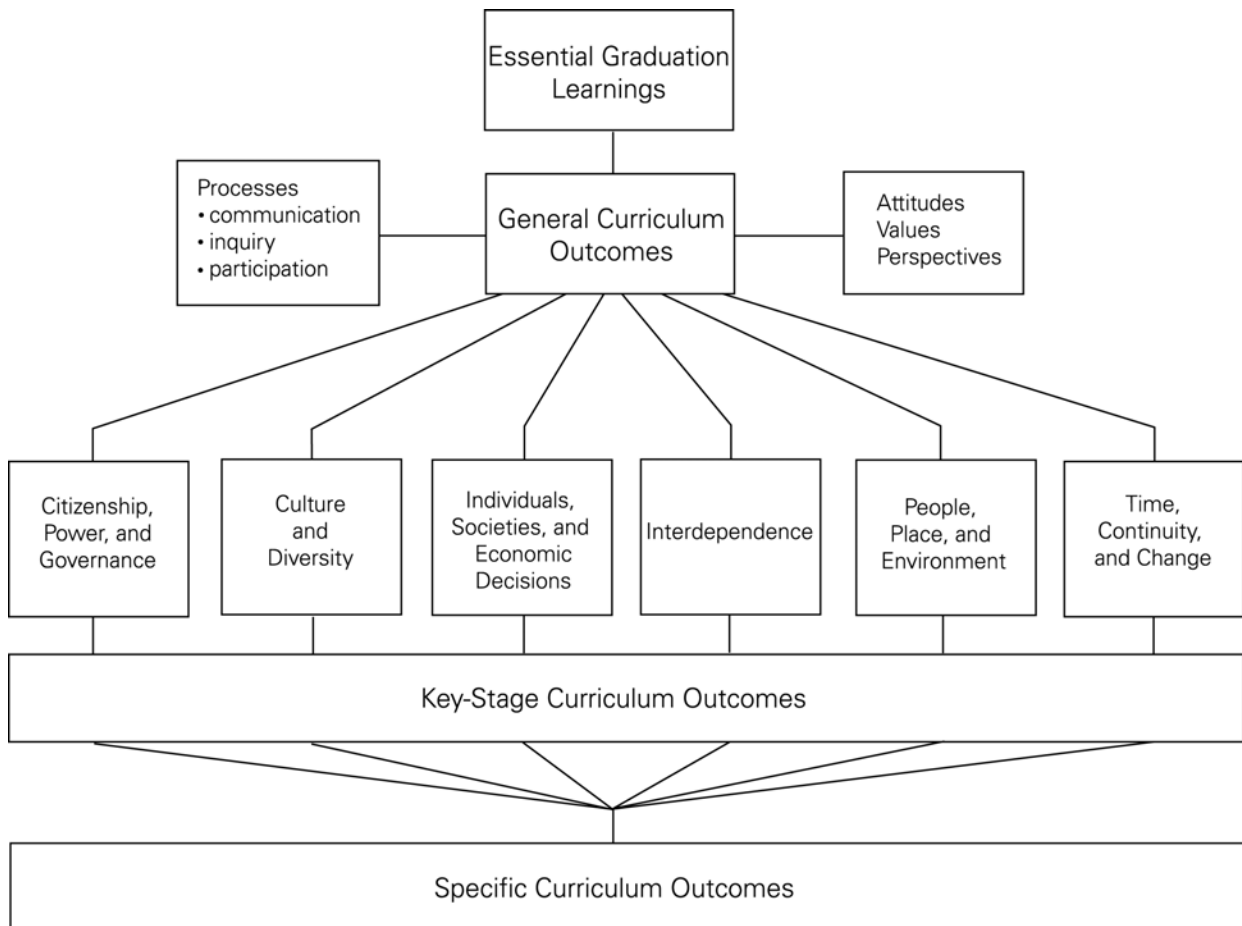 Essential Graduation
Learnings
Processes
• communication
• inquiry
• participation
General Curriculum
Outcomes
Attitudes
Values
Perspectives
Citizenship,
Power, and
Governance
Culture
and
Diversity
Individuals,
Societies, and
Economic
Decisions
Interdependence
People,
Place, and
Environment
Time,
Continuity,
and Change
Key-Stage Curriculum Outcomes
Specific Curriculum Outcomes